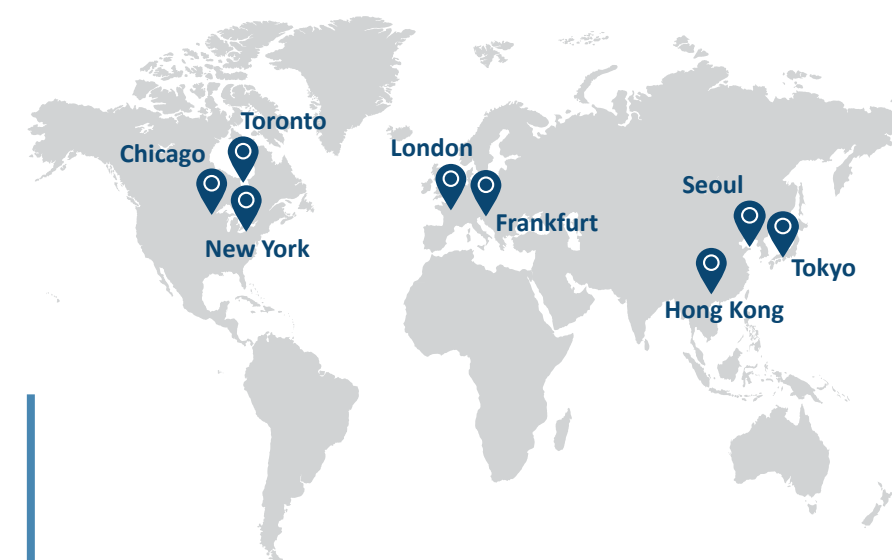 Toronto
Chicago
London
Seoul
Frankfurt
New York
Tokyo
Hong Kong